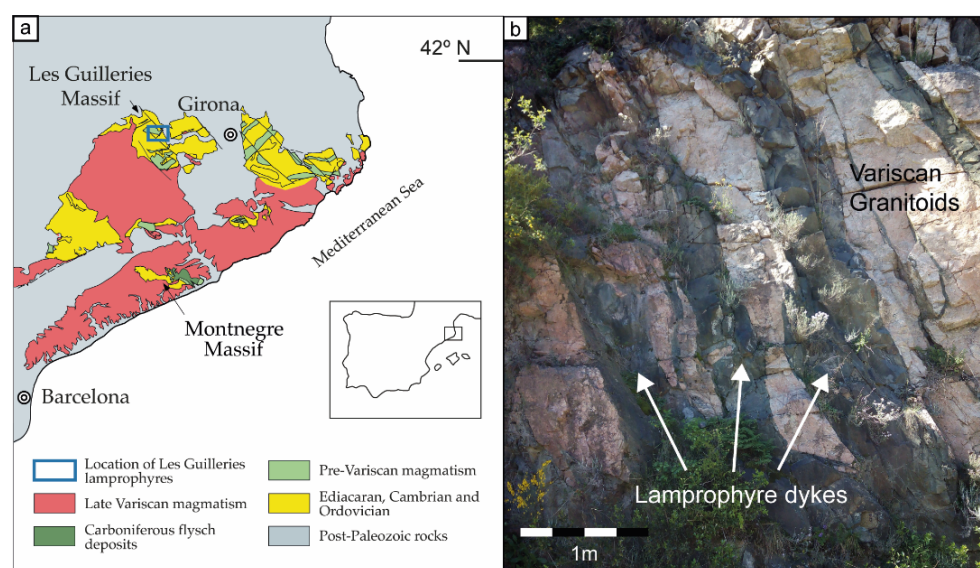 a
42º N
Les Guilleries
Massif
Girona
Mediterranean Sea
Montnegre
Massif
Barcelona
Location of Les Guilleries
lamprophyres
Late Variscan magmatism
Carboniferous flysch
deposits
Pre-Variscan magmatism
Ediacaran, Cambrian and
Ordovician
Post-Paleozoic rocks
b
Variscan
Granitoids
Lamprophyre dykes
1m